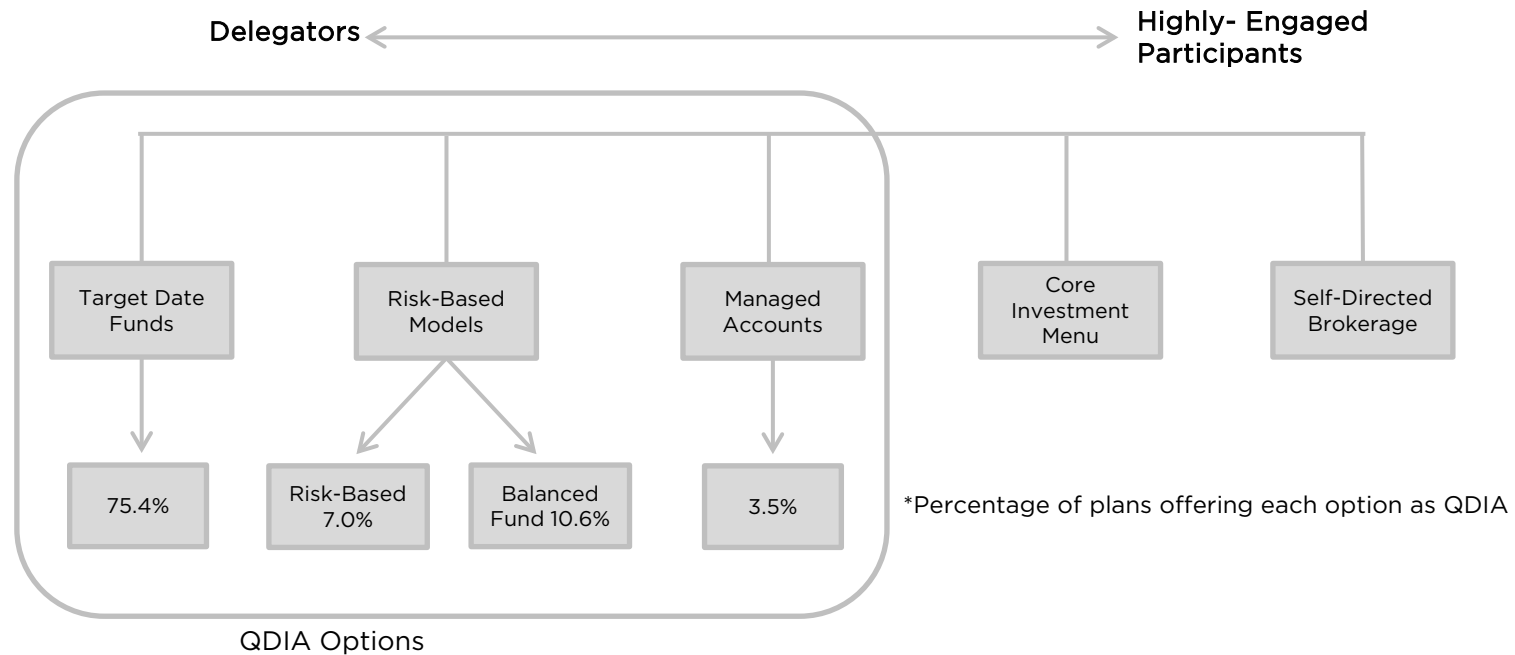 Delegators
Highly- Engaged
Participants
Target Date
Funds
Risk-Based
Models
Managed
Accounts
Core
Investment
Menu
Self-Directed
Brokerage
75.4%
Risk-Based
7.0%
Balanced
Fund 10.6%
3.5%
*Percentage of plans offering each option as QDIA
QDIA Options